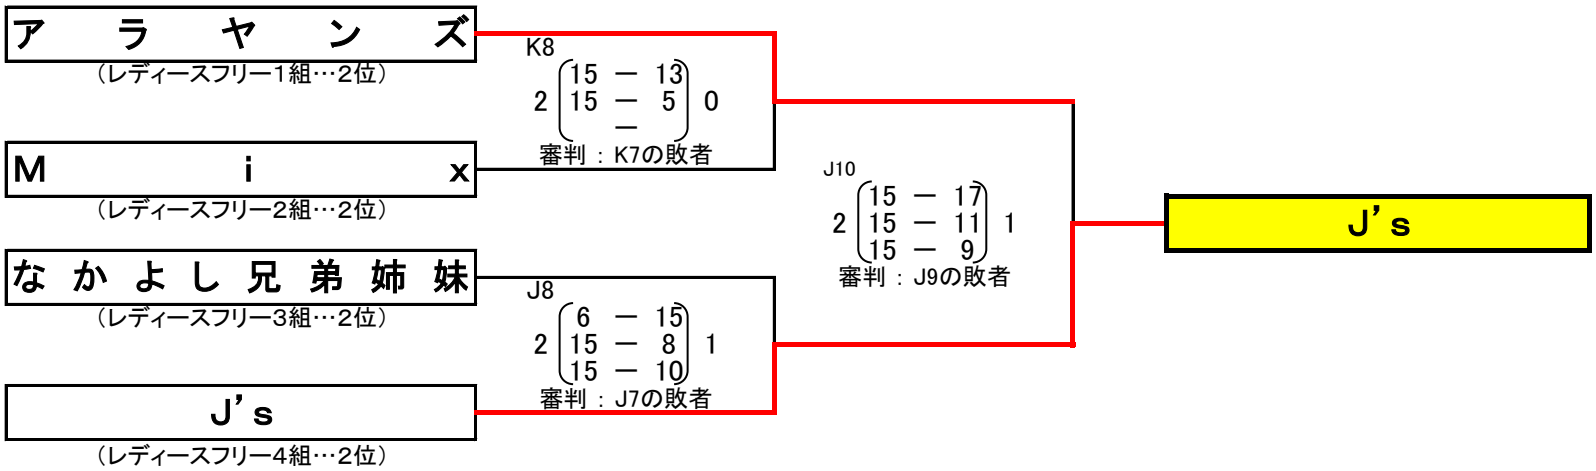 アラヤンズ
（レディースフリー１組…２位）
K8
15 － 13
2 15 － 5 0
－
審判 : K7の敗者
Ｍｉｘ
（レディースフリー２組…２位）
J10
15 － 17
2 15 － 11 1
15 － 9
審判 : J9の敗者
J's
なかよし兄弟姉妹
（レディースフリー３組…２位）
J8
6 － 15
2 15 － 8 1
15 － 10
審判 : J7の敗者
J's
（レディースフリー４組…２位）